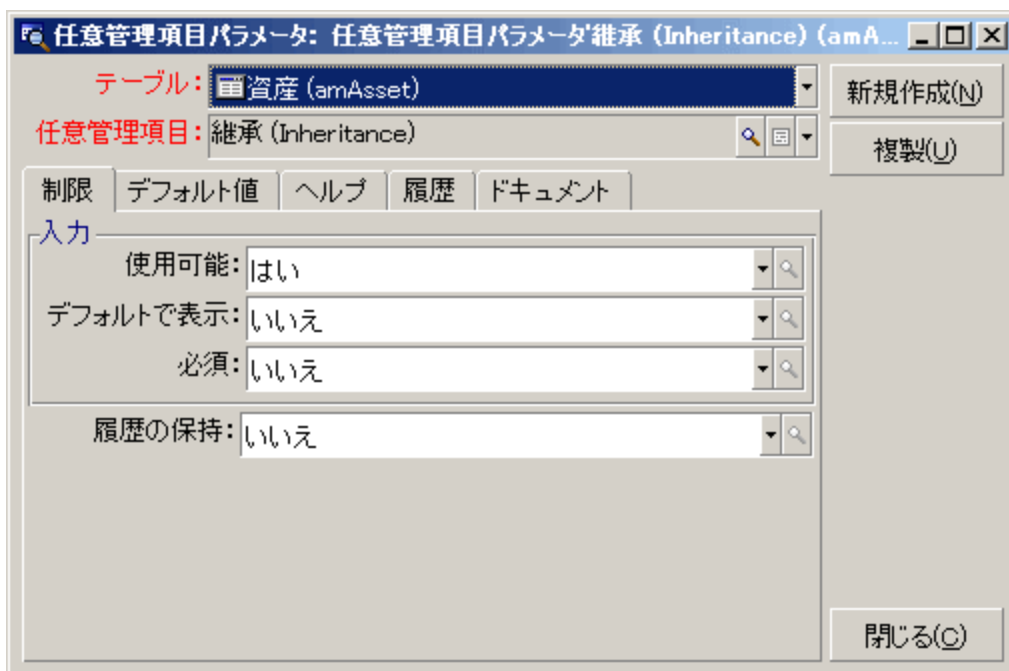 任意管理項目パラメータ: 任意管理項目パラメータ'継承 (Inheritance) (amA...
テーブル: 資産 (amAsset)
新規作成(N)
任意管理項目: 継承 (Inheritance)
複製(U)
制限 デフォルト値 ヘルプ 履歴 ドキュメント
入力
使用可能: はい
デフォルトで表示: いいえ
必須: いいえ
履歴の保持: いいえ
閉じる(C)